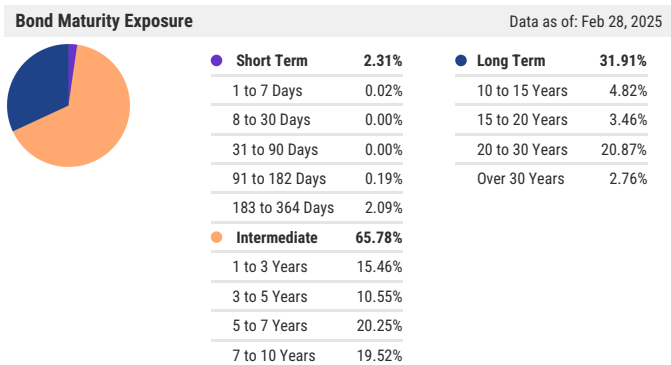 Bond Maturity Exposure
Data as of: Feb 28, 2025
Short Term 2.31%
1 to 7 Days 0.02%
8 to 30 Days 0.00%
31 to 90 Days 0.00%
91 to 182 Days 0.19%
183 to 364 Days 2.09%
Intermediate 65.78%
1 to 3 Years 15.46%
3 to 5 Years 10.55%
5 to 7 Years 20.25%
7 to 10 Years 19.52%
Long Term 31.91%
10 to 15 Years 4.82%
15 to 20 Years 3.46%
20 to 30 Years 20.87%
Over 30 Years 2.76%